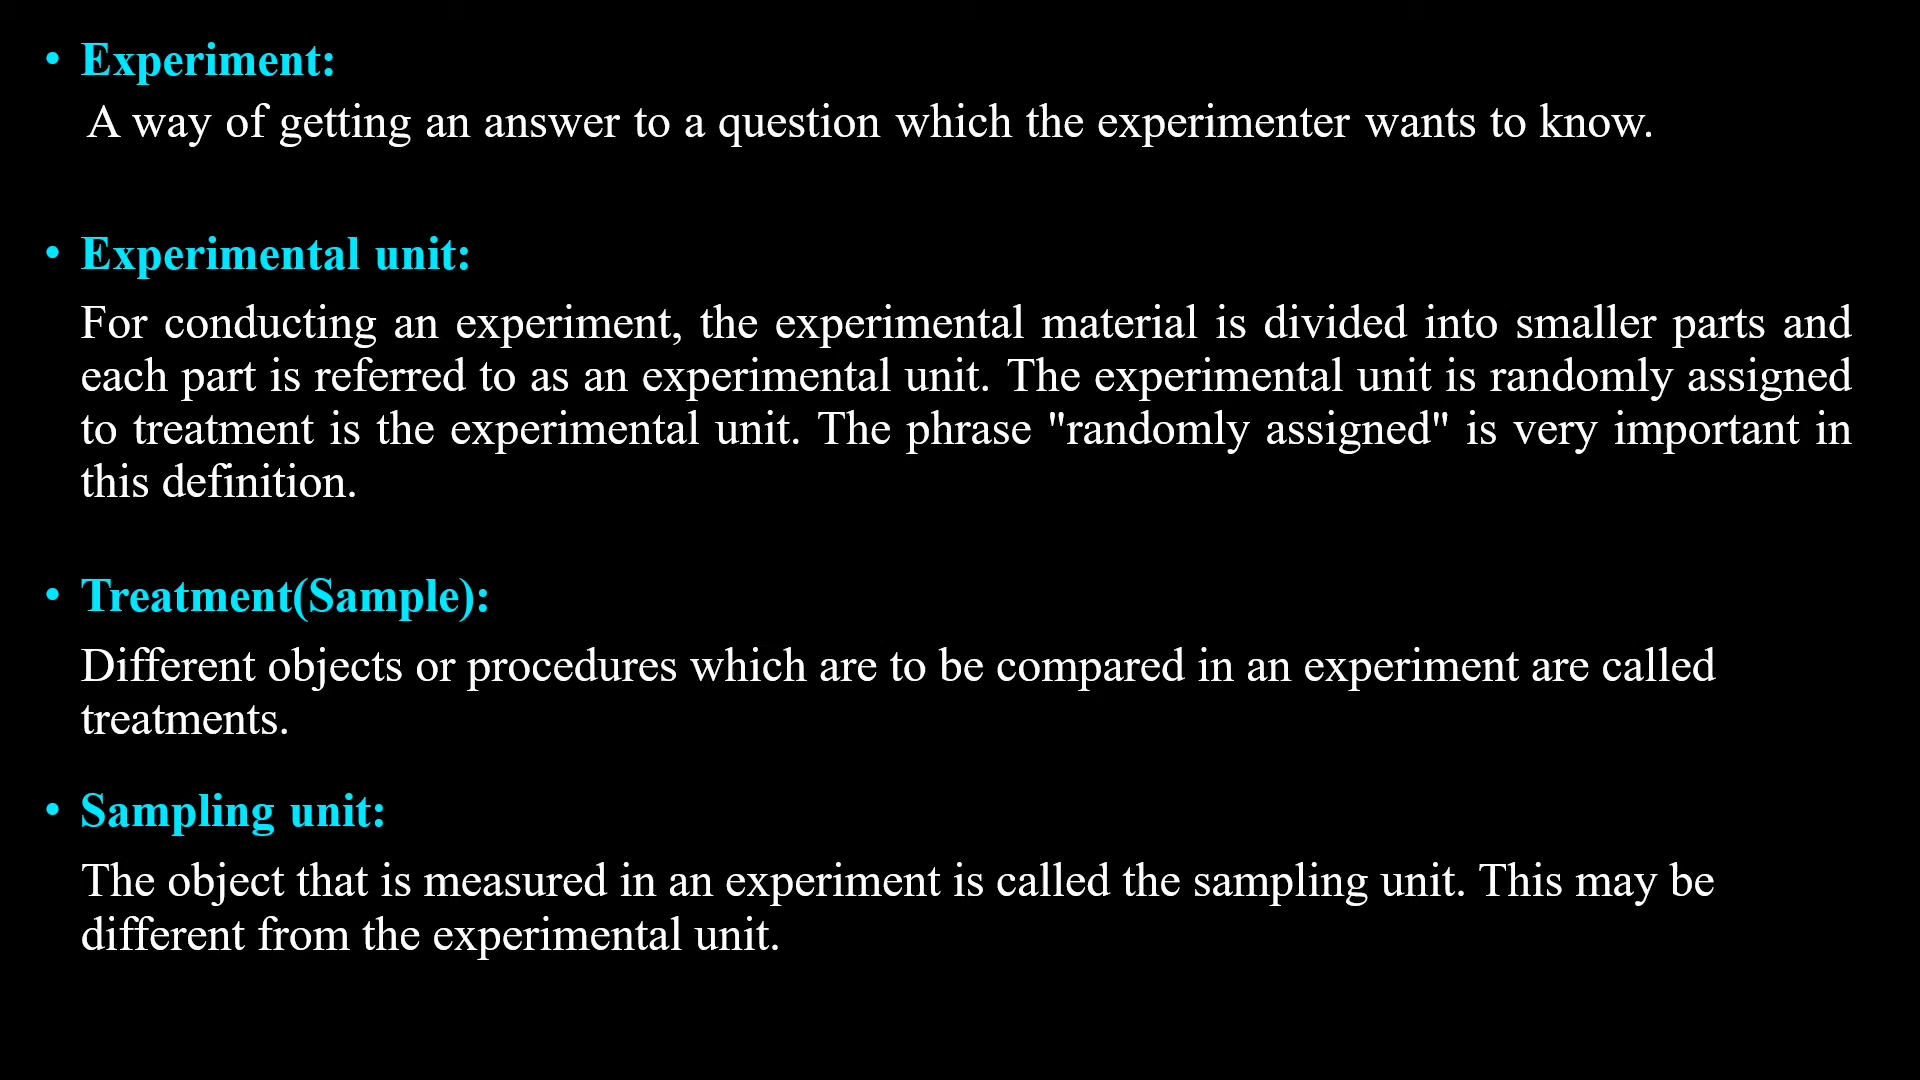 • Experiment:
A way of getting an answer to a question which the experimenter wants to know.
• Experimental unit:
For conducting an experiment, the experimental material is divided into smaller parts and
each part is referred to as an experimental unit. The experimental unit is randomly assigned
to treatment is the experimental unit. The phrase "randomly assigned" is very important in
this definition.
• Treatment(Sample):
Different objects or procedures which are to be compared in an experiment are called
treatments.
• Sampling unit:
The object that is measured in an experiment is called the sampling unit. This may be
different from the experimental unit.